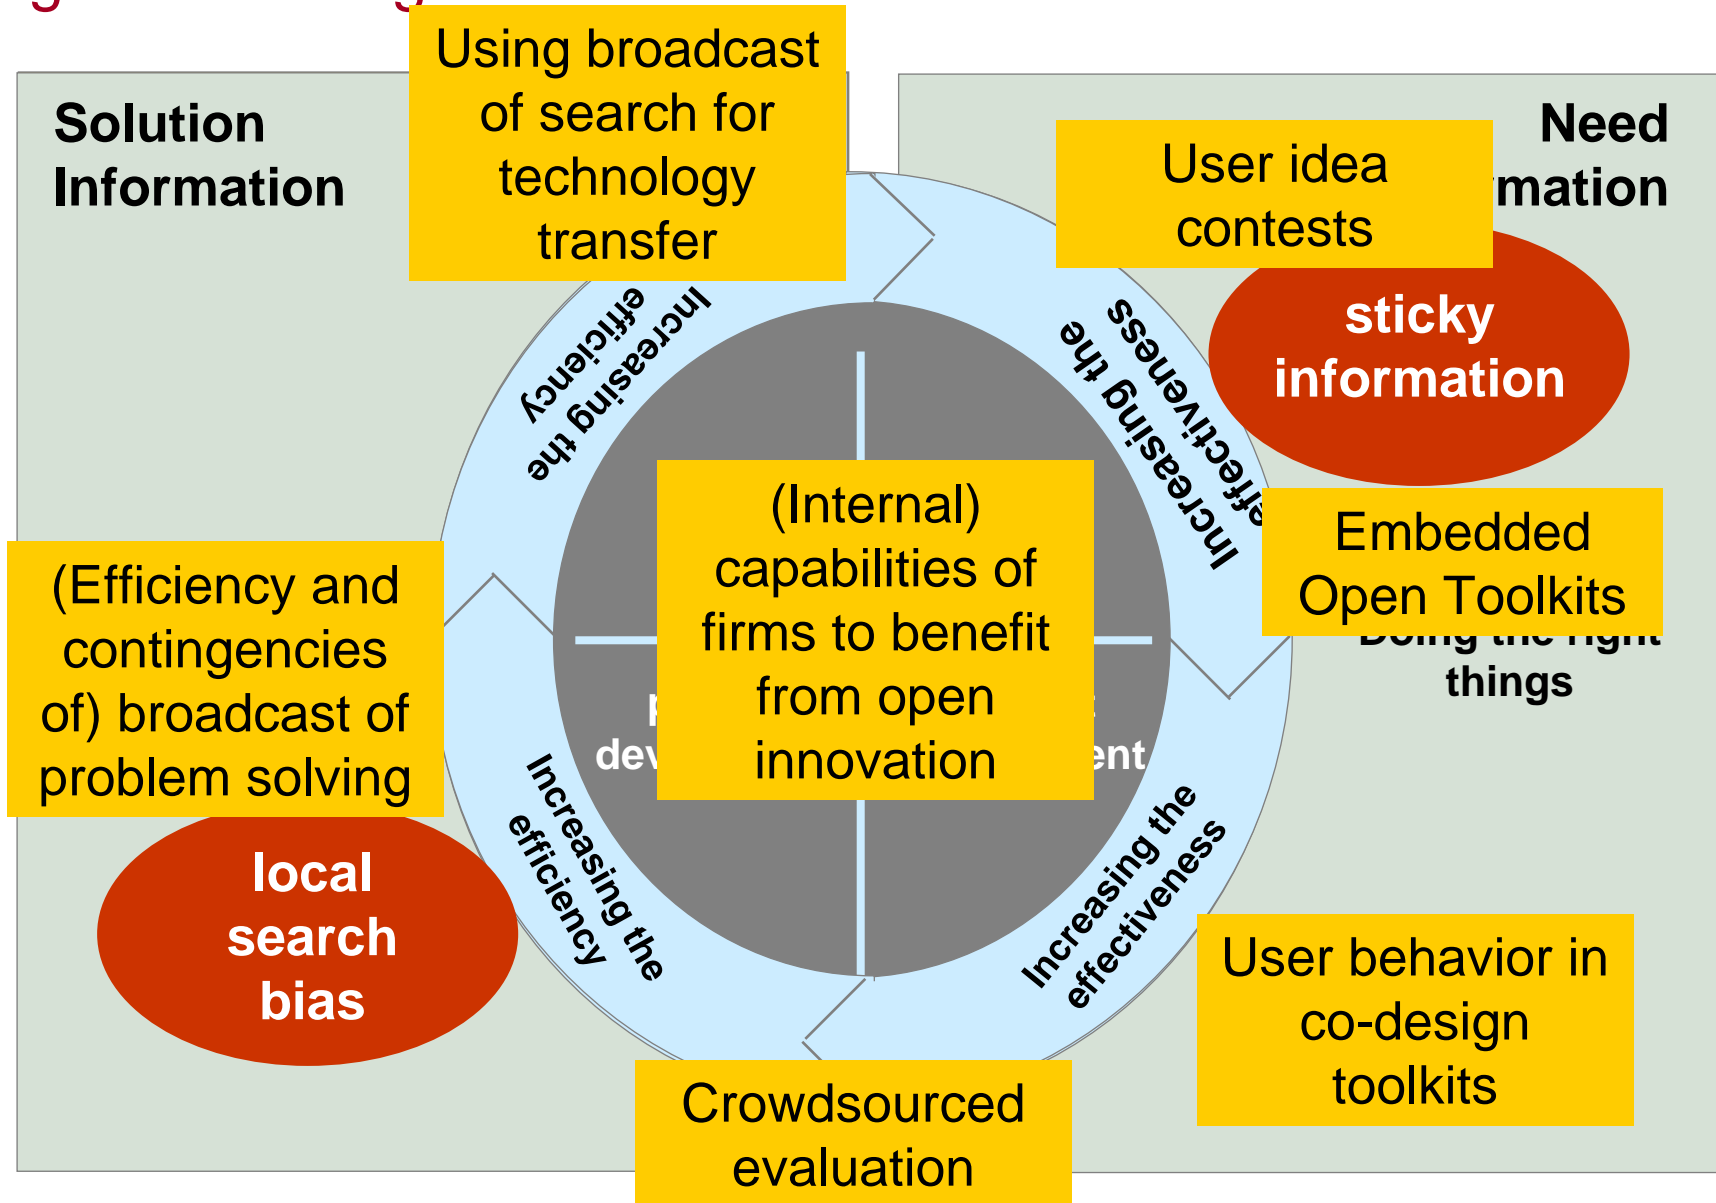 Using broadcast
of search for
technology
transfer
Solution
Information
Need
User idea
contests
sticky
information
Increasing the
efficiency
Increasing the
effectiveness
(Internal)
capabilities of
firms to benefit
from open
innovation
Embedded
Open Toolkits
Doing the right
things
(Efficiency and
contingencies
of) broadcast of
problem solving
local
search
bias
Increasing the
efficiency
Increasing the
effectiveness
User behavior in
co-design
toolkits
Crowdsourced
evaluation